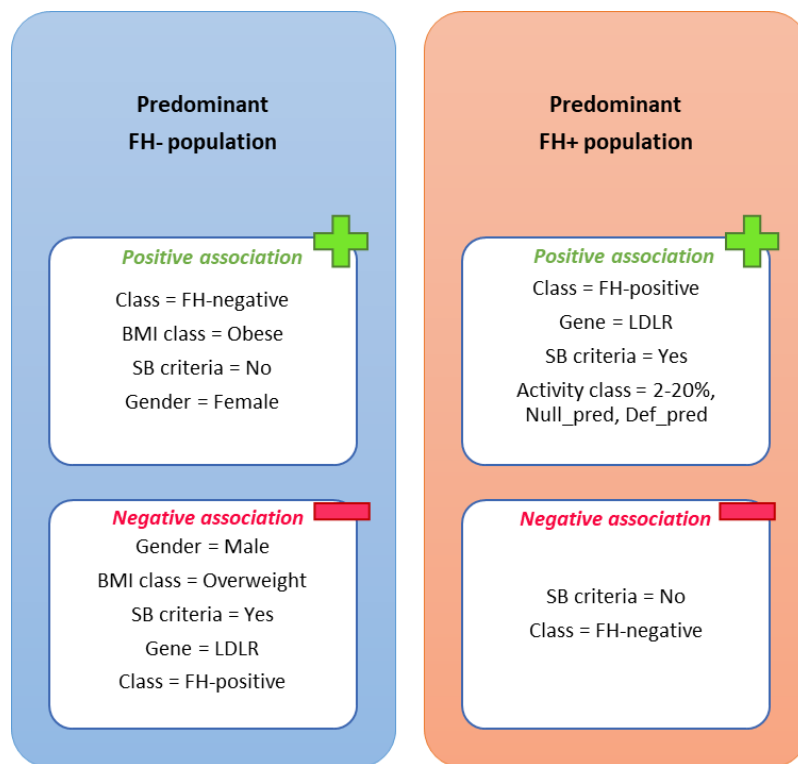 Predominant
FH- population
Positive association
Class = FH-negative
BMI class = Obese
SB criteria = No
Gender = Female
Negative association
Gender = Male
BMI class = Overweight
SB criteria = Yes
Gene = LDLR
Class = FH-positive
Predominant
FH+ population
Positive association
Class = FH-positive
Gene = LDLR
SB criteria = Yes
Activity class = 2-20%,
Null_pred, Def_pred
Negative association
SB criteria = No
Class = FH-negative